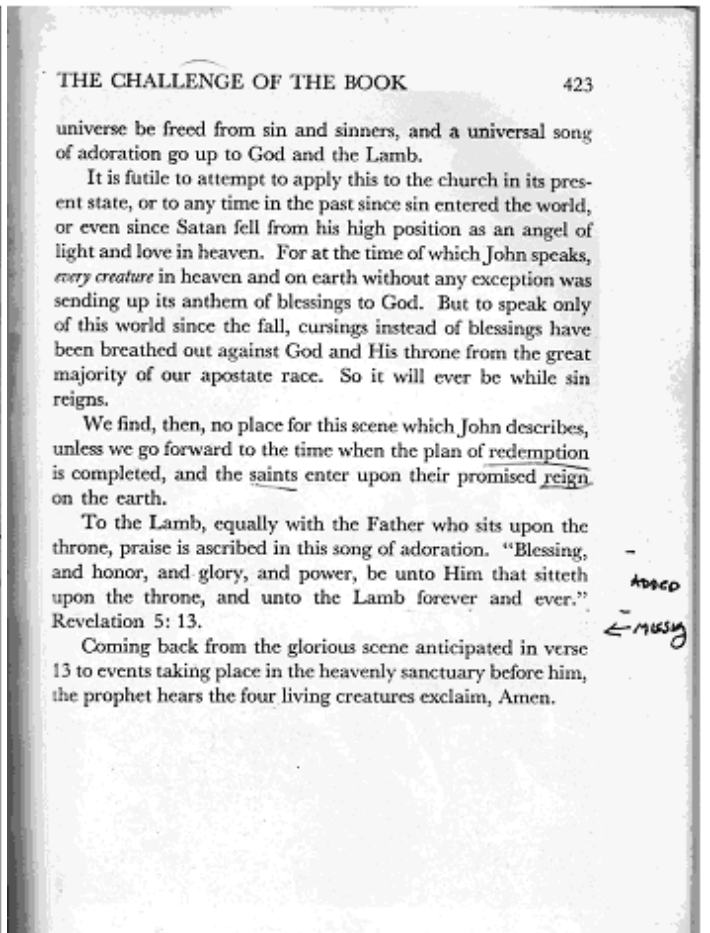 THE CHALLENGE OF THE BOOK 423
universe be freed from sin and sinners, and a universal song
of adoration go up to God and the Lamb.
It is futile to attempt to apply this to the church in its pres-
ent state, or to any time in the past since sin entered the world,
or even since Satan fell from his high position as an angel of
light and love in heaven. For at the time of which John speaks,
every creature in heaven and on earth without any exception was
sending up its anthem of blessings to God. But to speak only
of this world since the fall, cursings instead of blessings have
been breathed out against God and His throne from the great
majority of our apostate race. So it will ever be while sin
reigns.
We find, then, no place for this scene which John describes,
unless we go forward to the time when the plan of redemption
is completed, and the saints enter upon their promised reign
on the earth.
To the Lamb, equally with the Father who sits upon the
throne, praise is ascribed in this song of adoration. “Blessing,
and honor, and glory, and power, be unto Him that sitteth
upon the throne, and unto the Lamb forever and ever.”
Revelation 5: 13.
Coming back from the glorious scene anticipated in verse
13 to events taking place in the heavenly sanctuary before him,
the prophet hears the four living creatures exclaim, Amen.
ADDED
← MISSING